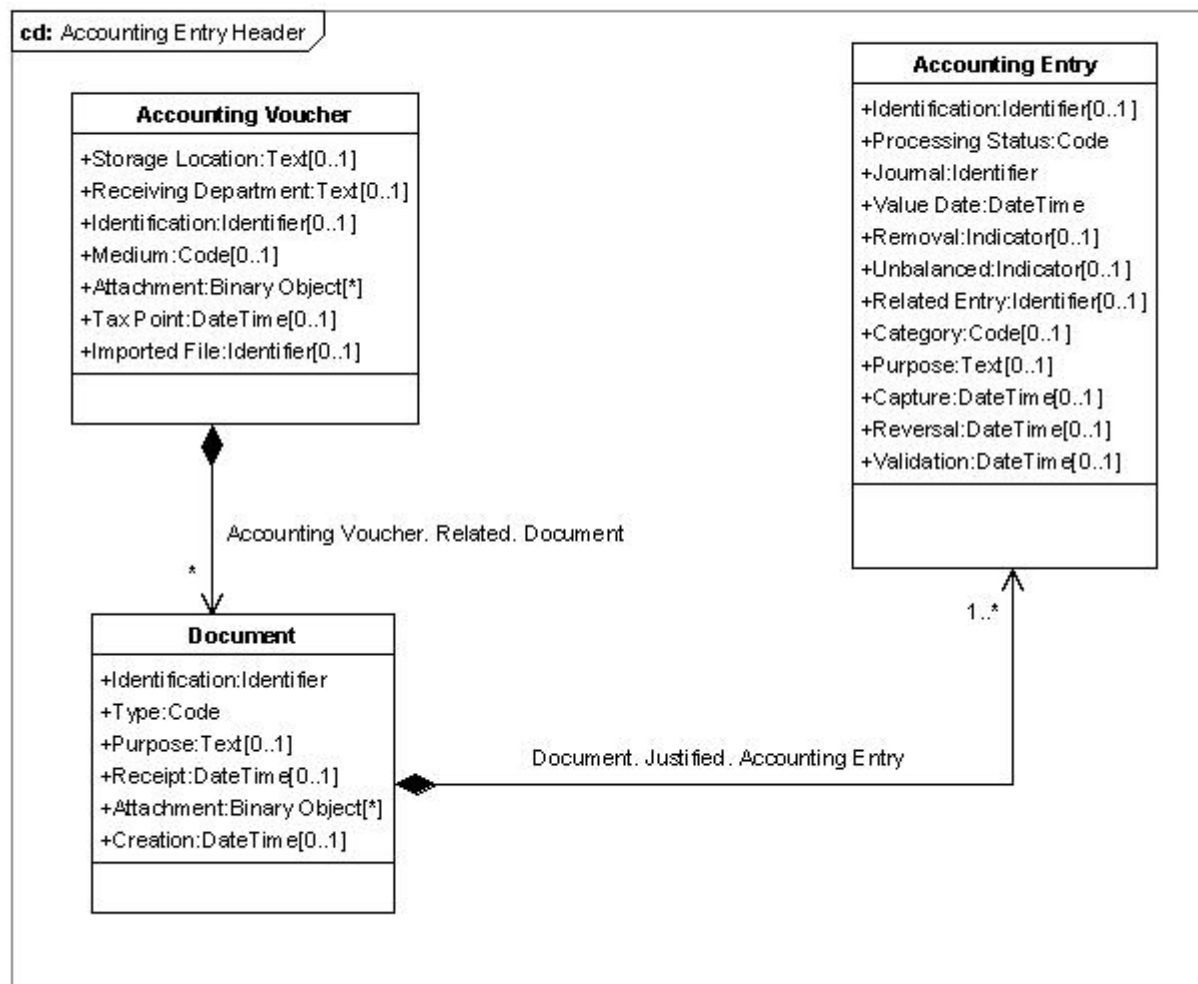 cd: Accounting Entry Header
Accounting Voucher
+Storage Location:Text[0..1]
+Receiving Department:Text[0..1]
+Identification:Identifier[0..1]
+Medium:Code[0..1]
+Attachment:Binary Object[*]
+Tax Point:DateTime[0..1]
+Imported File:Identifier[0..1]
Accounting Entry
+Identification:Identifier[0..1]
+Processing Status:Code
+Journal:Identifier
+Value Date:DateTime
+Removal:Indicator[0..1]
+Unbalanced:Indicator[0..1]
+Related Entry:Identifier[0..1]
+Category:Code[0..1]
+Purpose:Text[0..1]
+Capture:DateTime[0..1]
+Reversal:DateTime[0..1]
+Validation:DateTime[0..1]
Accounting Voucher. Related. Document
*
1..*
Document
+Identification:Identifier
+Type:Code
+Purpose:Text[0..1]
+Receipt:DateTime[0..1]
+Attachment:Binary Object[*]
+Creation:DateTime[0..1]
Document. Justified. Accounting Entry